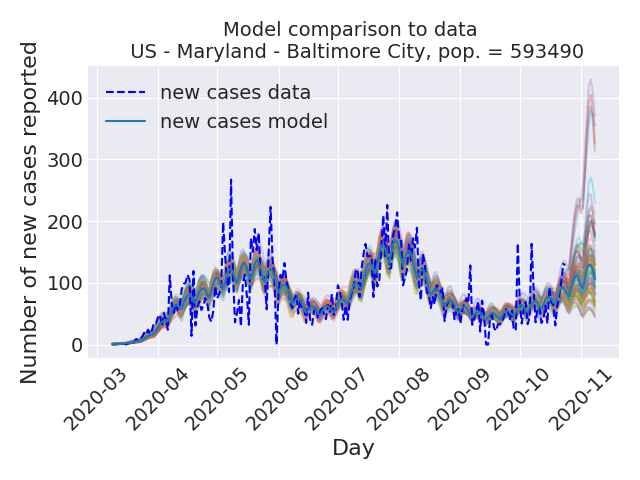 Model comparison to data
US - Maryland - Baltimore City, pop. = 593490
Number of new cases reported
400
300
200
100
0
new cases data
new cases model
2020-03
2020-04
2020-05
2020-06
2020-07
2020-08
2020-09
2020-10
2020-11
Day